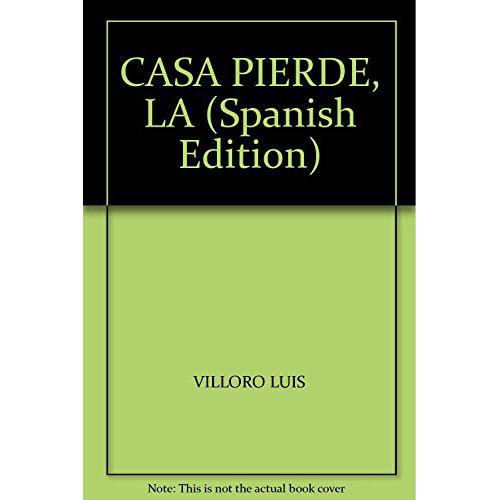 CASA PIERDE,
LA (Spanish
Edition)
VILLORO LUIS
Note: This is not the actual book cover